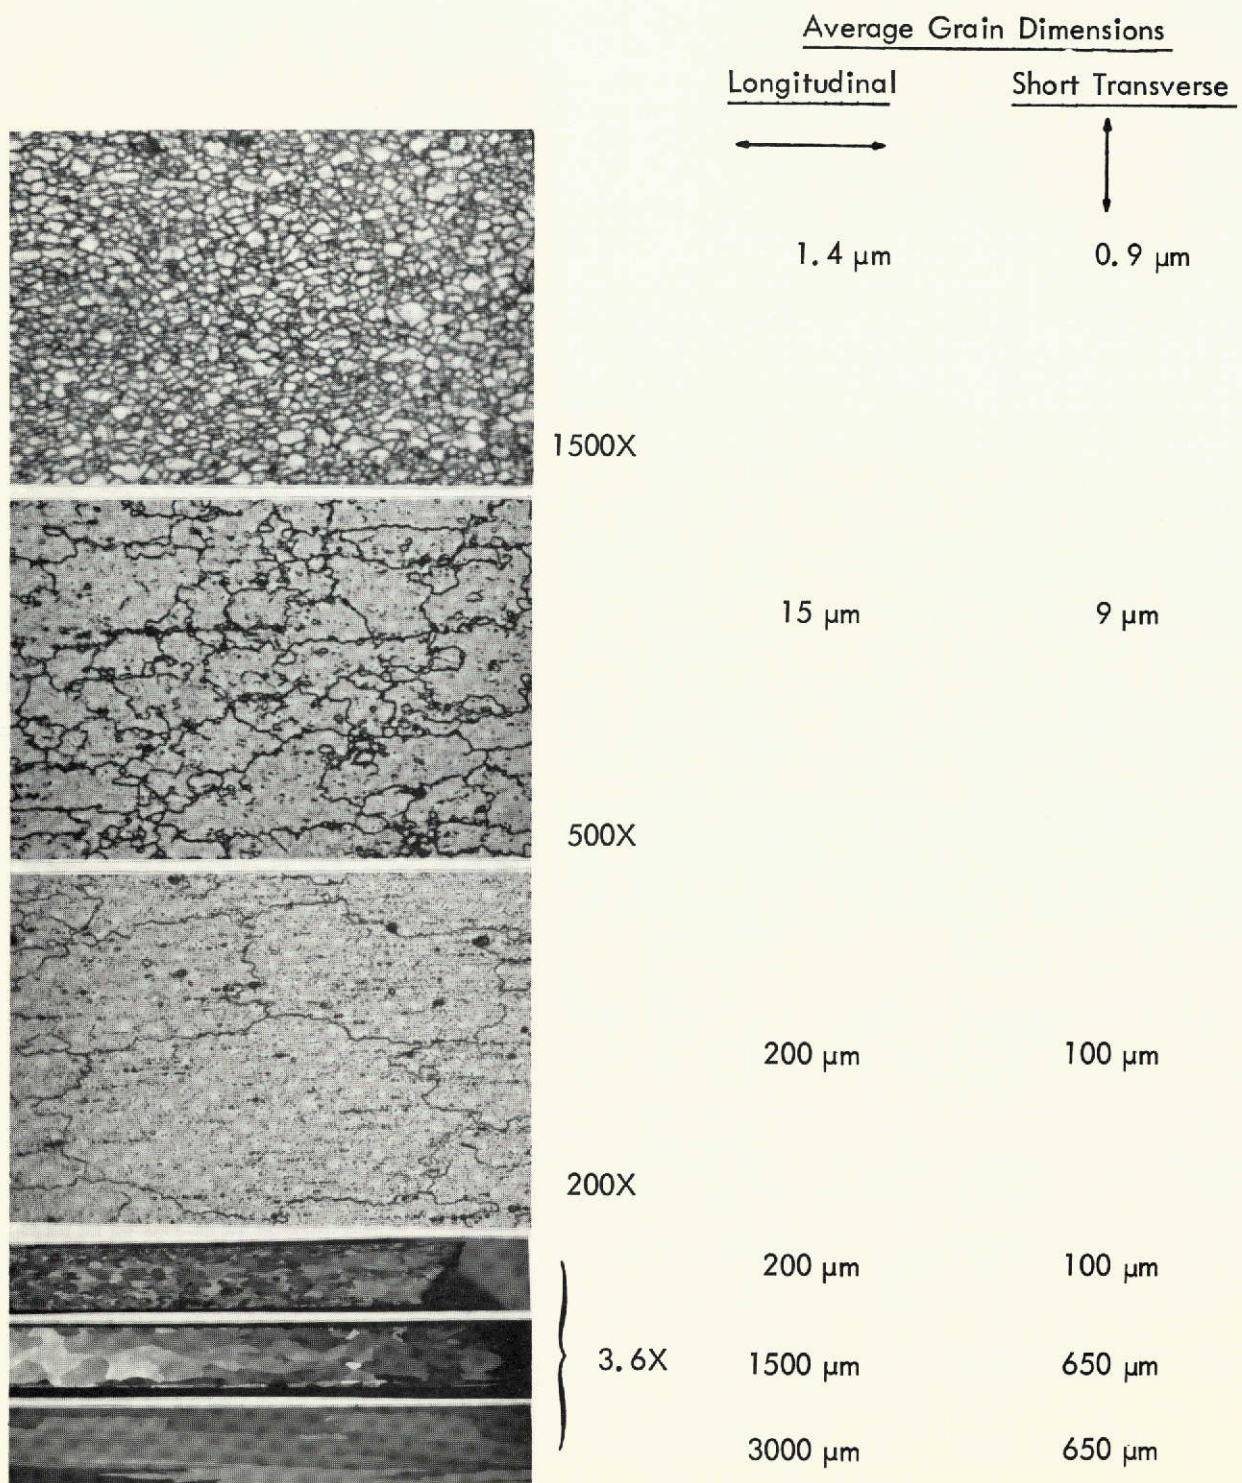 Average Grain Dimensions
Longitudinal Short Transverse
1.4 µm 0.9 µm
1500X
15 µm 9 µm
500X
200 µm 100 µm
200X
200 µm 100 µm
3.6X 1500 µm 650 µm
3000 µm 650 µm